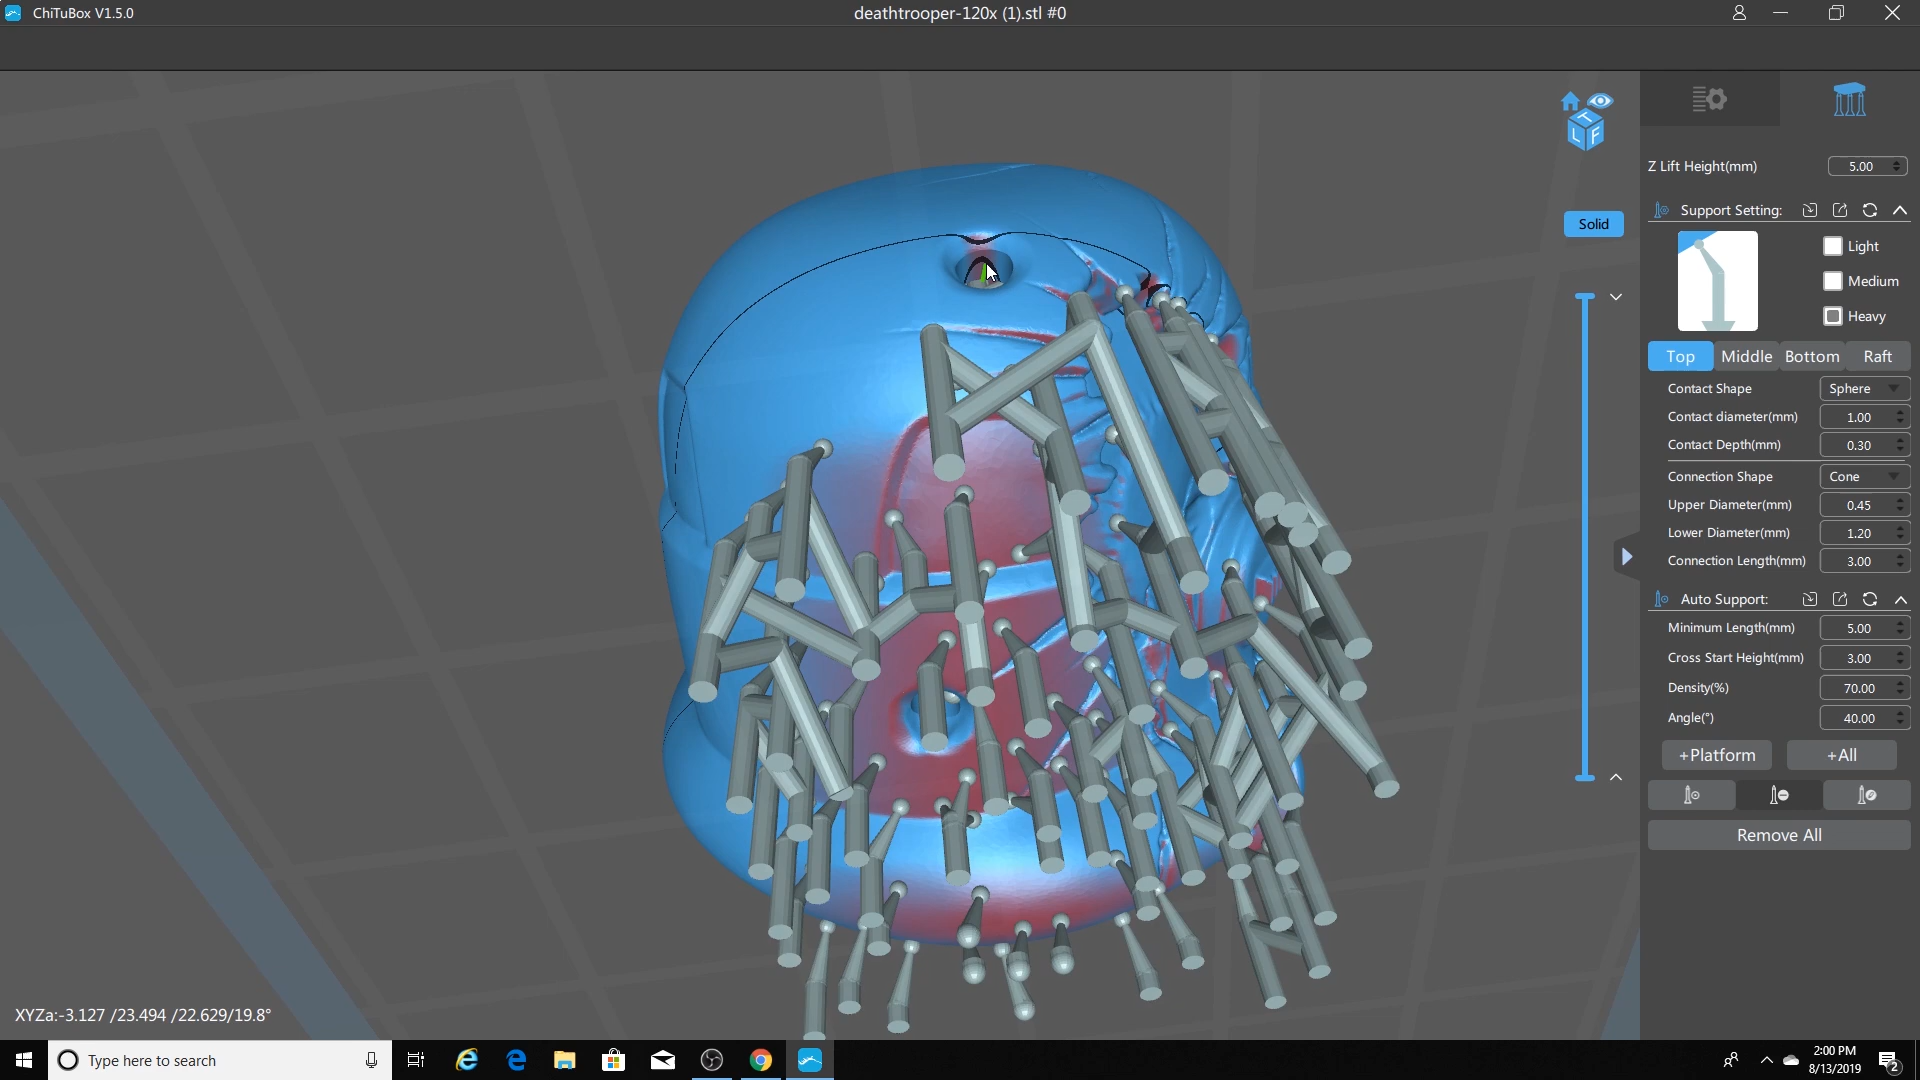 ChiTuBox V1.5.0
deathtrooper-120x (1).stl #0
T
L F
Z Lift Height(mm) 5.00
Support Setting:
Solid
Light
Medium
Heavy
Top Middle Bottom Raft
Contact Shape Sphere
Contact diameter(mm) 1.00
Contact Depth(mm) 0.30
Connection Shape Cone
Upper Diameter(mm) 0.45
Lower Diameter(mm) 1.20
Connection Length(mm) 3.00
Auto Support:
Minimum Length(mm) 5.00
Cross Start Height(mm) 3.00
Density(%) 70.00
Angle(°) 40.00
+Platform +All
Remove All
XYZa:-3.127 /23.494 /22.629/19.8°
Type here to search
2:00 PM
8/13/2019
2